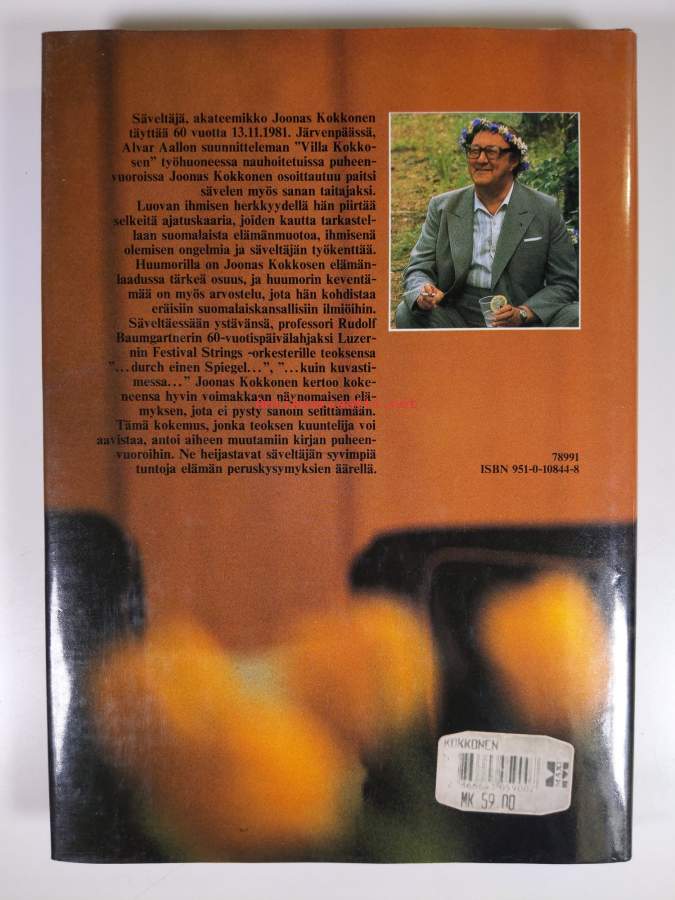 Säveltäjä, akateemikko Joonas Kokkonen
täyttää 60 vuotta 13.11.1981. Järvenpäässä,
Alvar Aallon suunnitteleman ”Villa Kokko-
sen” työhuoneessa nauhoitetuissa puheen-
vuoroissa Joonas Kokkonen osoittautuu paitsi
sävelen myös sanan taitajaksi.
Luovan ihmisen herkkyydellä hän piirtää
selkeitä ajatuskaaria, joiden kautta tarkastel-
laan suomalaista elämänmuotoa, ihmisenä
olemisen ongelmia ja säveltäjän työkenttää.
Huumorilla on Joonas Kokkosen elämän-
laadussa tärkeä osuus, ja huumorin keventä-
mää on myös arvostelu, jota hän kohdistaa
eräisiin suomalaiskansallisiin ilmiöihin.
Säveltäessään ystävänsä, professori Rudolf
Baumgartnerin 60-vuotispäivälahjaksi Luzer-
nin Festival Strings -orkesterille teoksensa
”...durch einen Spiegel...”, ”...kuin kuvasti-
messa...” Joonas Kokkonen kertoo koke-
neensa hyvin voimakkaan näynomaisen elä-
myksen, jota ei pysty sanoin selittämään.
Tämä kokemus, jonka teoksen kuuntelija voi
aavistaa, antoi aiheen muutamiin kirjan puheen-
vuoroihin. Ne heijastavat säveltäjän syvimpiä
tuntoja elämän peruskysymyksien äärellä.
78991
ISBN 951-0-10844-8
KOKKONEN
MK 59.00
MAXI